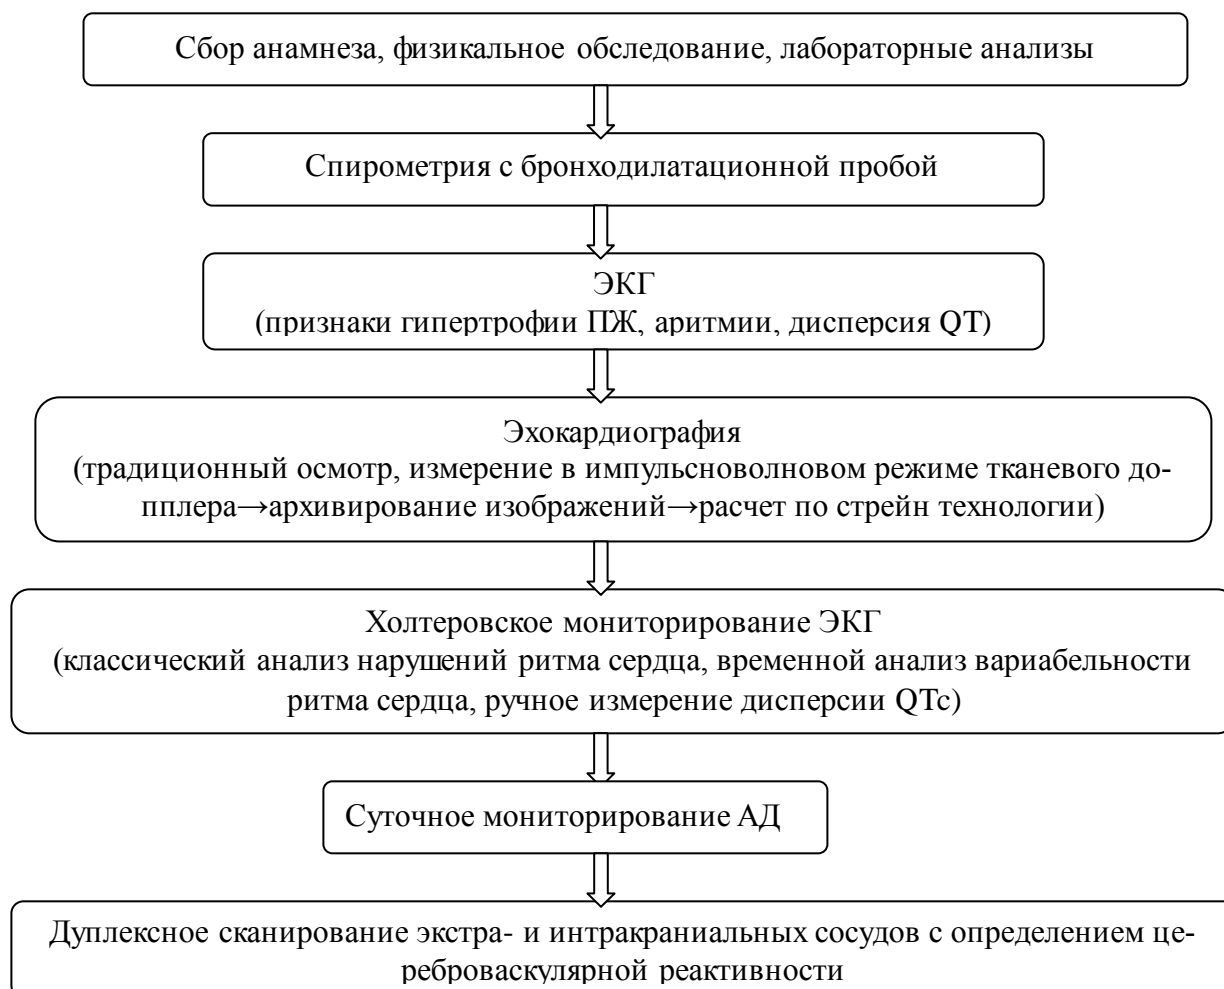 Сбор анамнеза, физикальное обследование, лабораторные анализы
Спирометрия с бронходилатационной пробой
ЭКГ
(признаки гипертрофии ПЖ, аритмии, дисперсия QT)
Эхокардиография
(традиционный осмотр, измерение в импульсноволновом режиме тканевого до-
пплера→архивирование изображений→расчет по стрейн технологии)
Холтеровское мониторирование ЭКГ
(классический анализ нарушений ритма сердца, временной анализ вариабельности
ритма сердца, ручное измерение дисперсии QTc)
Суточное мониторирование АД
Дуплексное сканирование экстра- и интракраниальных сосудов с определением це-
реброваскулярной реактивности